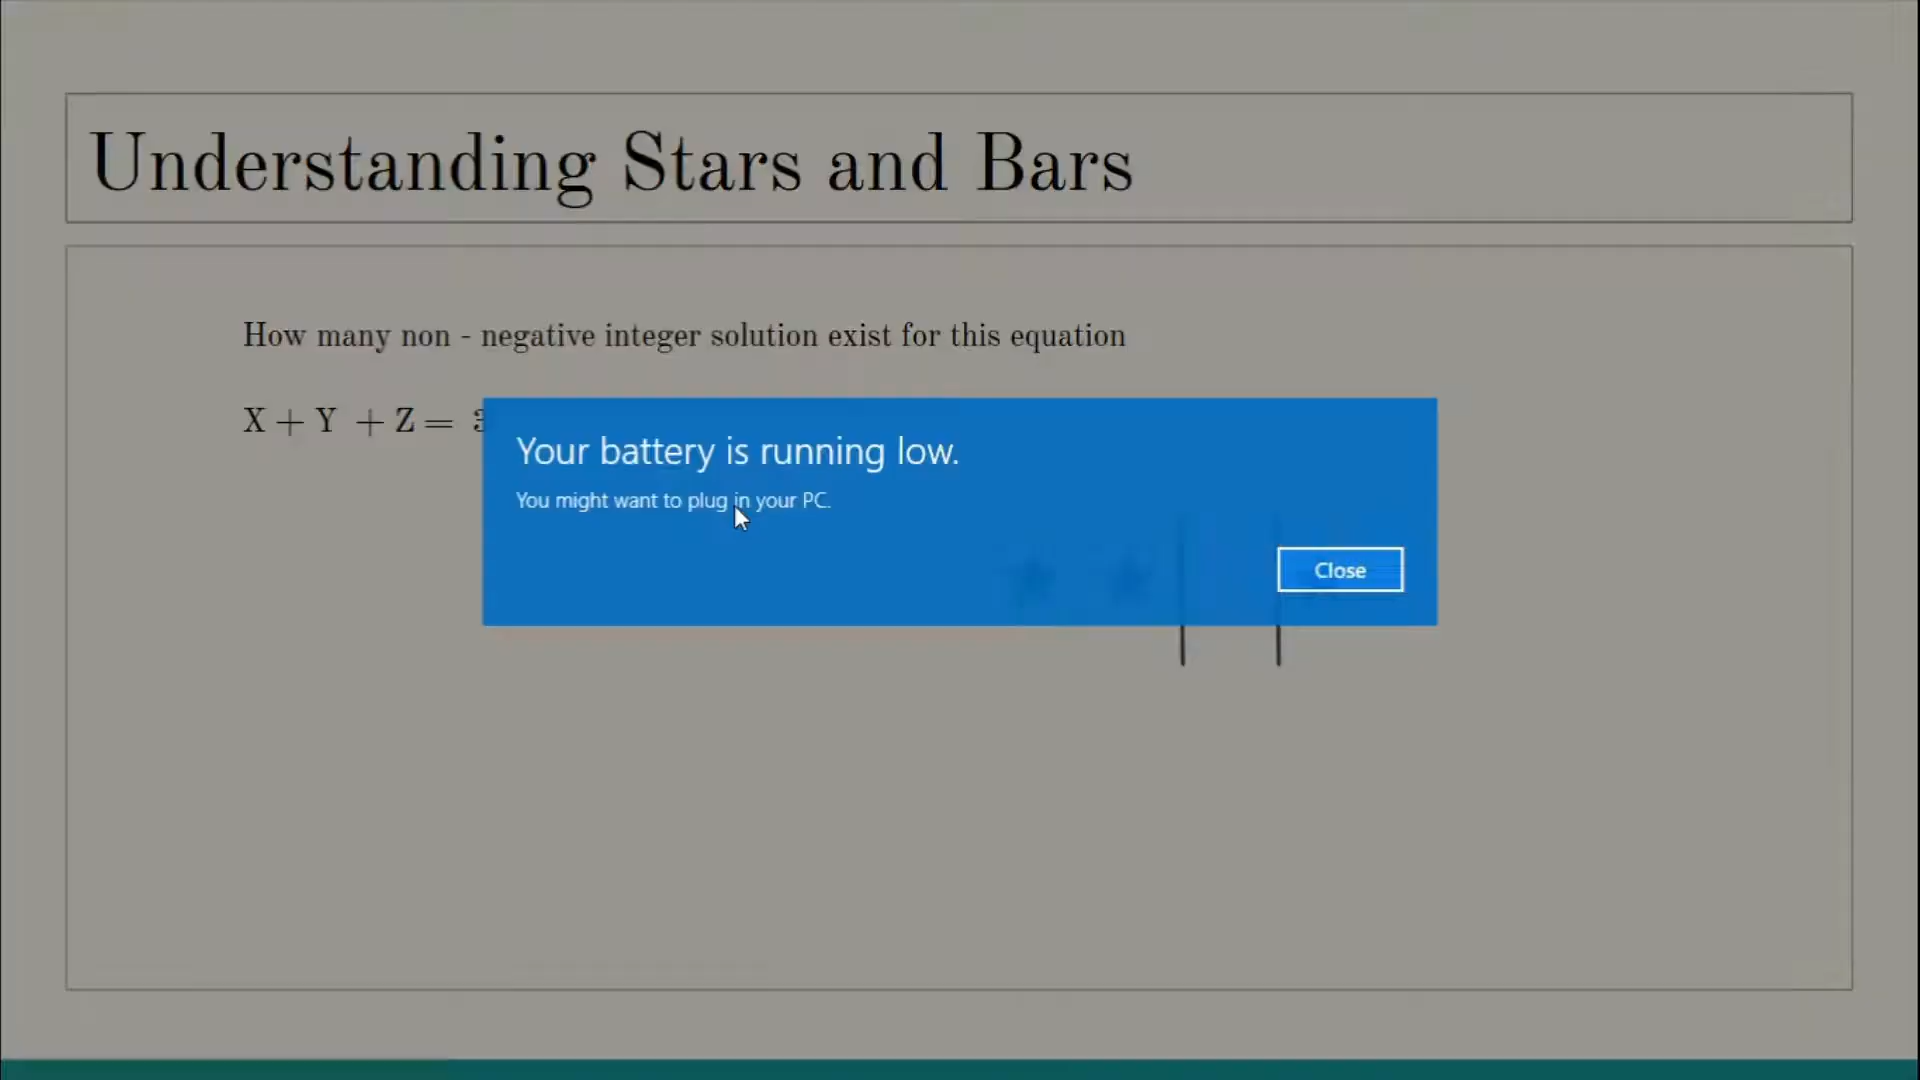 Understanding Stars and Bars
How many non - negative integer solution exist for this equation
X + Y + Z = 3
Your battery is running low.
You might want to plug in your PC.
Close